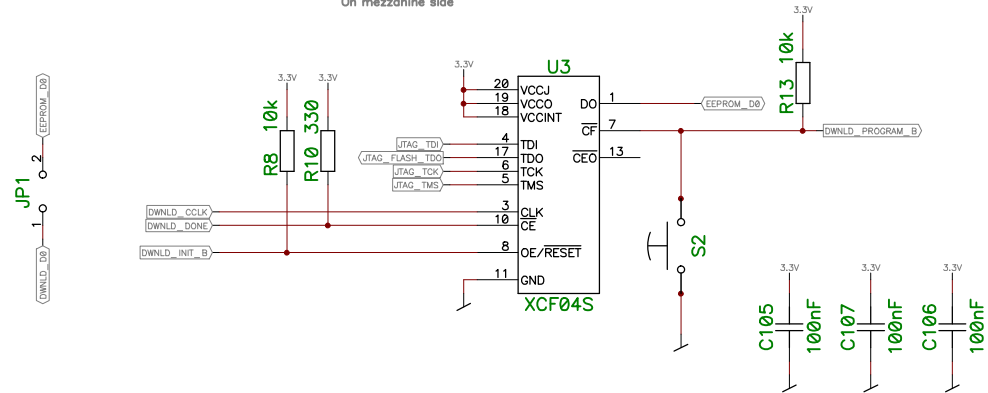 On mezzanine side
3.3V
R13 10k
DWNLD_PROGRAM_B
EEPROM_D0
2
JP1
1
DWNLD_D0
3.3V
R8 10k
3.3V
R10 330
3.3V
U3
20 VCCJ
19 VCCO
18 VCCINT
JTAG_TDI 4 TDI
JTAG_FLASH_TDO 17 TDO
JTAG_TCK 6 TCK
JTAG_TMS 5 TMS
DWNLD_CCLK 3 CLK
DWNLD_DONE 10 CE
DWNLD_INIT_B 8 OE/RESET
11 GND
DO 1 EEPROM_D0
CF 7
CEO 13
XCF04S
S2
3.3V
C105 100nF
3.3V
C107 100nF
3.3V
C106 100nF